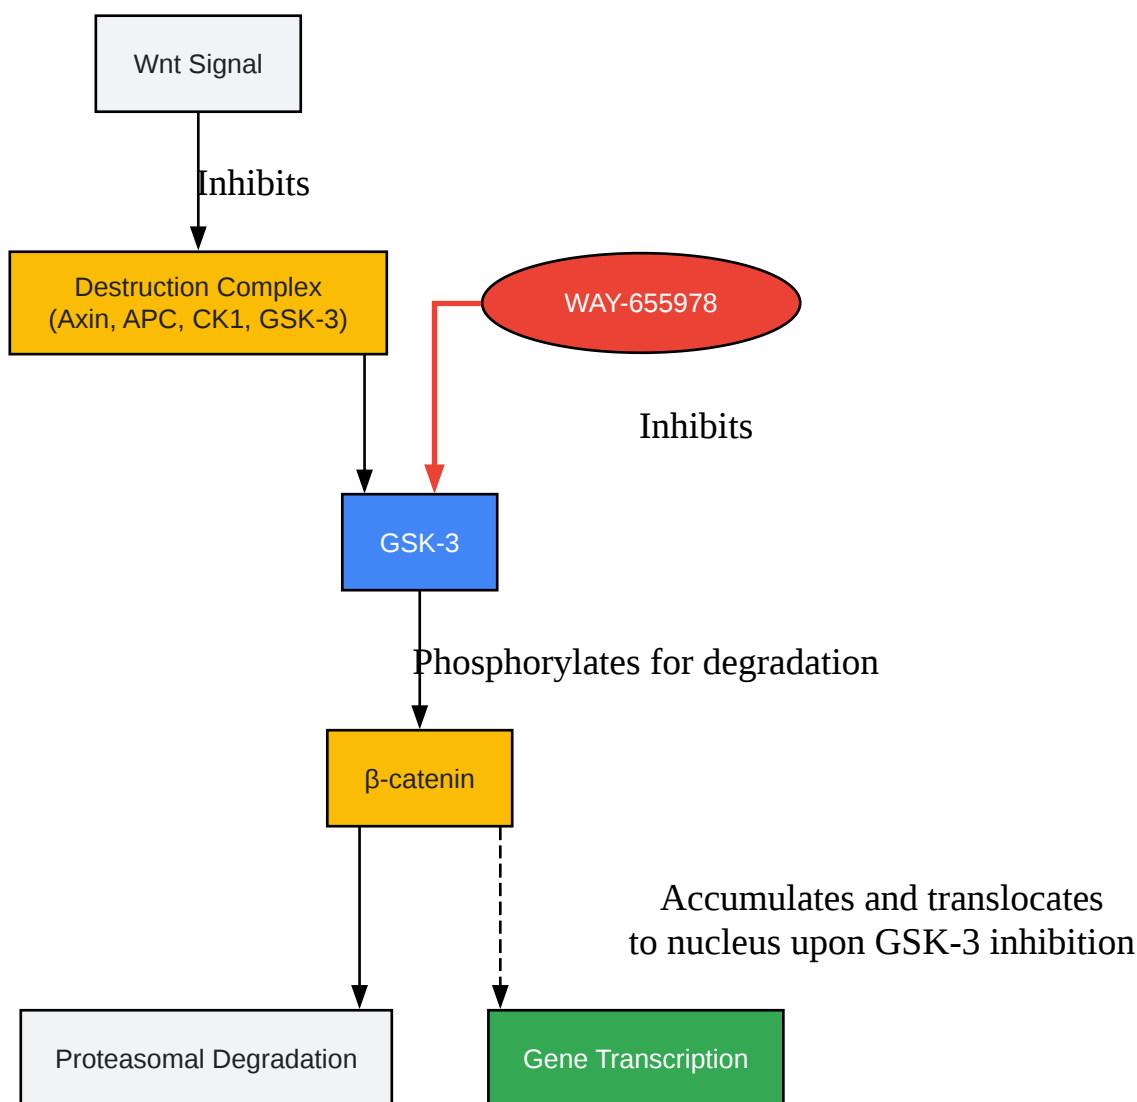 Wnt Signal
Inhibits
Destruction Complex
(Axin, APC, CK1, GSK-3)
WAY-655978
Inhibits
GSK-3
Phosphorylates for degradation
β-catenin
Accumulates and translocates
to nucleus upon GSK-3 inhibition
Proteasomal Degradation
Gene Transcription